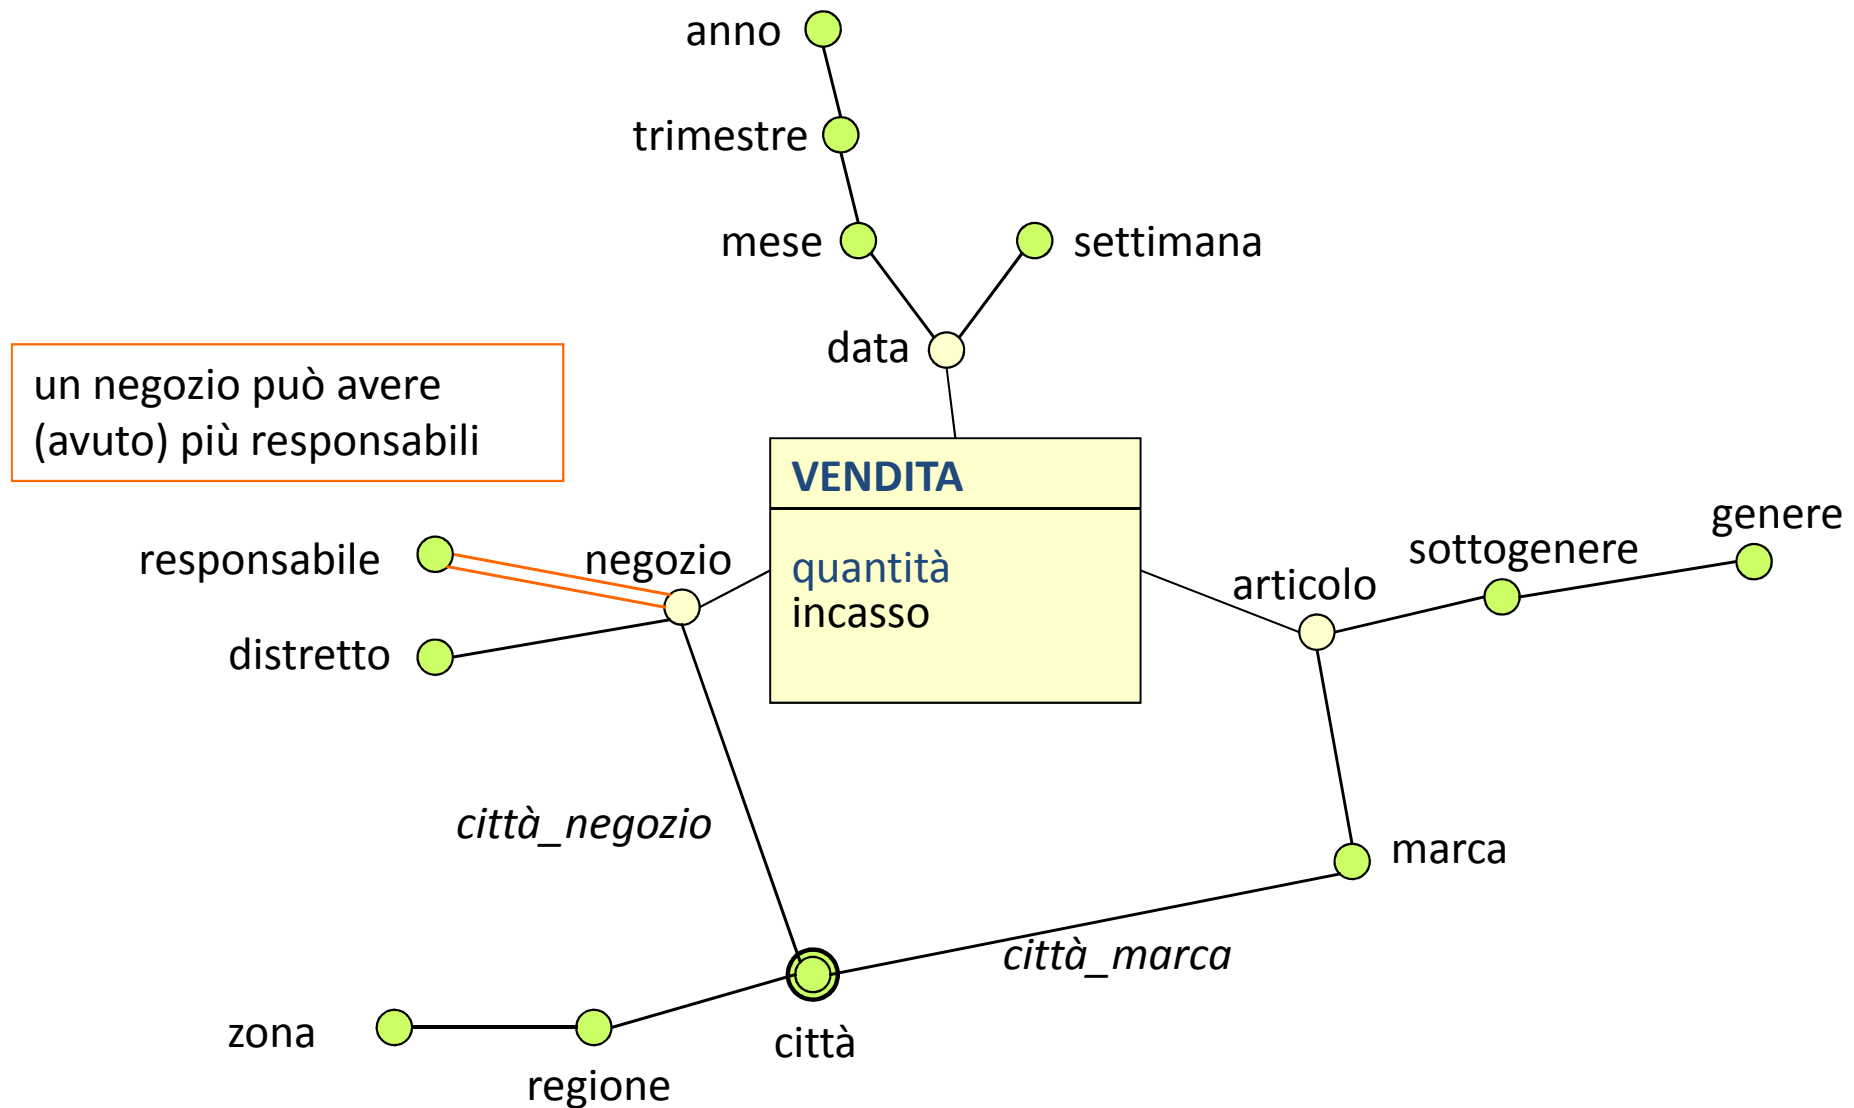 anno
trimestre
mese
settimana
data
un negozio può avere
(avuto) più responsabili
VENDITA
quantità
incasso
responsabile
negozio
distretto
articolo
sottogenere
genere
città_negozio
marca
città_marca
zona
regione
città